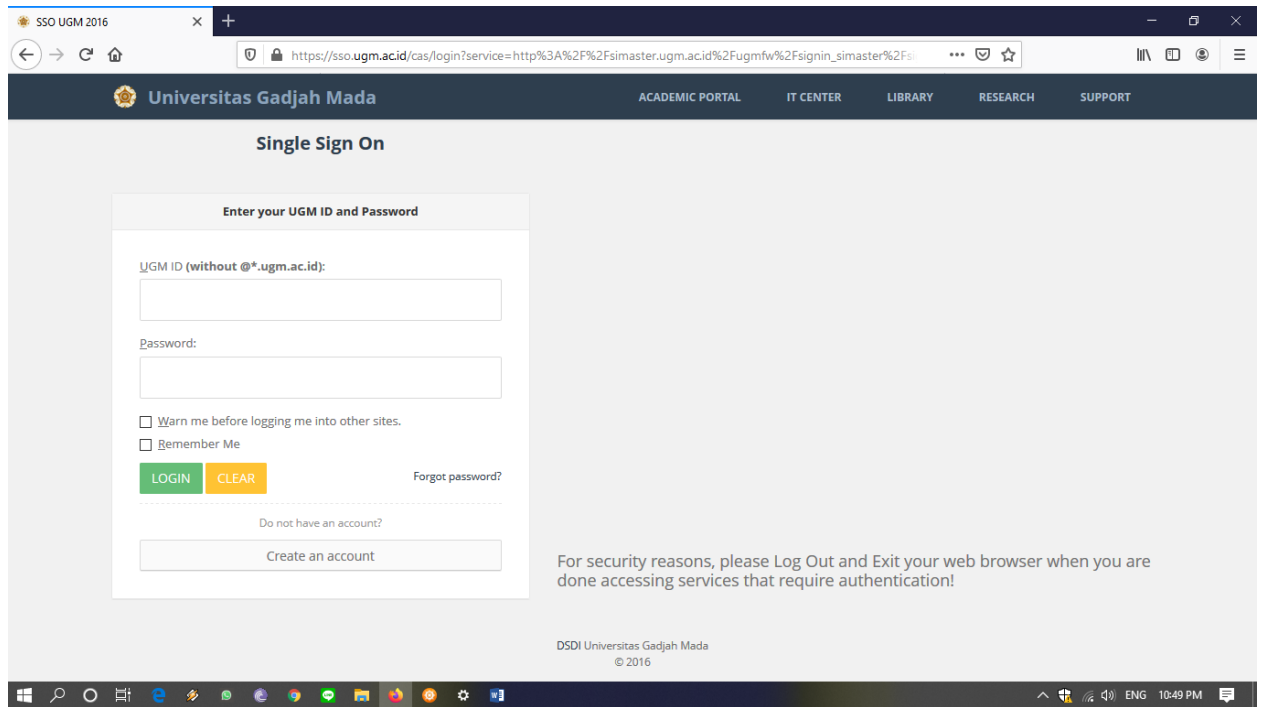 SSO UGM 2016
https://sso.ugm.ac.id/cas/login?service=http%3A%2F%2Fsimaster.ugm.ac.id%2Fugmfw%2Fsignin_simaster%2Fsi
Universitas Gadjah Mada
ACADEMIC PORTAL IT CENTER LIBRARY RESEARCH SUPPORT
Single Sign On
Enter your UGM ID and Password
UGM ID (without @*.ugm.ac.id):
Password:
Warn me before logging me into other sites.
Remember Me
LOGIN CLEAR Forgot password?
Do not have an account?
Create an account
For security reasons, please Log Out and Exit your web browser when you are
done accessing services that require authentication!
DSDI Universitas Gadjah Mada
© 2016
ENG 10:49 PM